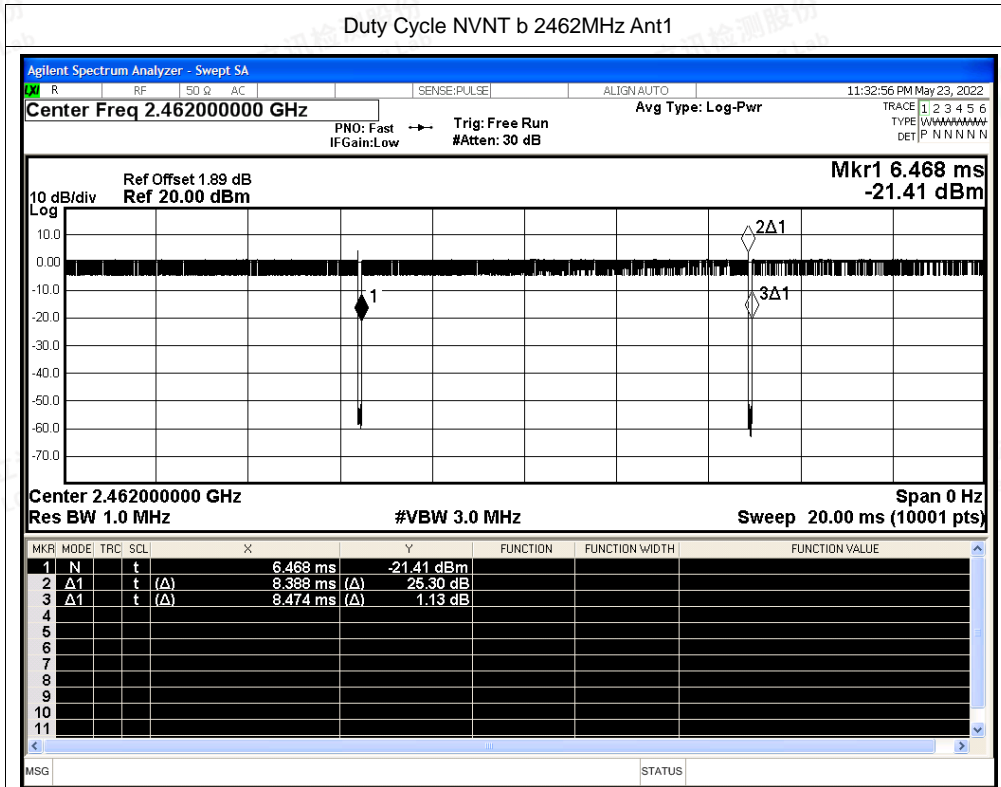 Duty Cycle NVNT b 2462MHz Ant1
Agilent Spectrum Analyzer - Swept SA
LXI R RF 50 Ω AC SENSE:PULSE ALIGN AUTO 11:32:56 PM May 23, 2022
Center Freq 2.462000000 GHz Avg Type: Log-Pwr TRACE 1 2 3 4 5 6
PNO: Fast Trig: Free Run TYPE WWWWWW
IFGain:Low #Atten: 30 dB DET P N N N N N
Mkr1 6.468 ms
Ref Offset 1.89 dB
10 dB/div Ref 20.00 dBm -21.41 dBm
Log
10.0
2Δ1
0.00
-10.0
1
3Δ1
-20.0
-30.0
-40.0
-50.0
-60.0
-70.0
Center 2.462000000 GHz Span 0 Hz
Res BW 1.0 MHz #VBW 3.0 MHz Sweep 20.00 ms (10001 pts)
MKR MODE TRC SCL X Y FUNCTION FUNCTION WIDTH FUNCTION VALUE
1 N t 6.468 ms -21.41 dBm
2 Δ1 t (Δ) 8.388 ms (Δ) 25.30 dB
3 Δ1 t (Δ) 8.474 ms (Δ) 1.13 dB
4
5
6
7
8
9
10
11
MSG STATUS